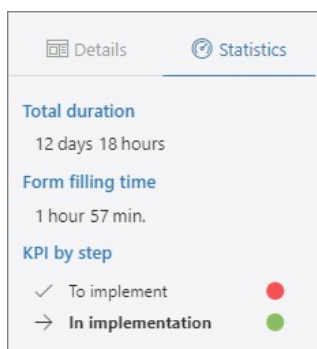 Details Statistics
Total duration
12 days 18 hours
Form filling time
1 hour 57 min.
KPI by step
To implement
In implementation